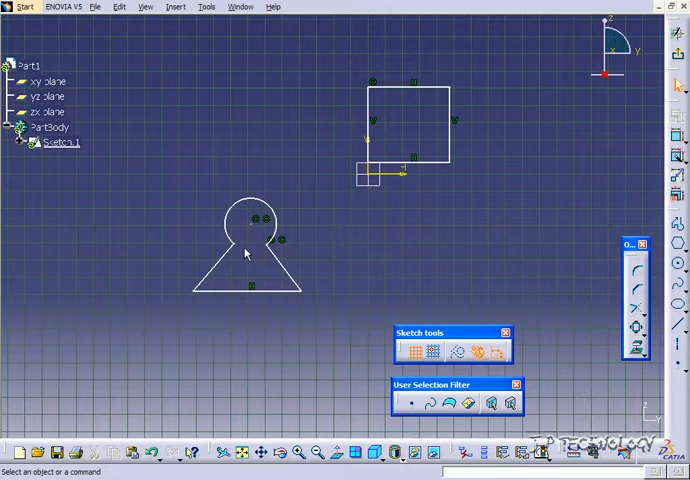 Start ENOVIA V5 File Edit View Insert Tools Window Help
z
x y
Part1
xy plane
yz plane
zx plane
PartBody
Sketch.1
H
V V
H
H
O...
Sketch tools
User Selection Filter
T.P TECHNOLOGY
CATIA
Select an object or a command